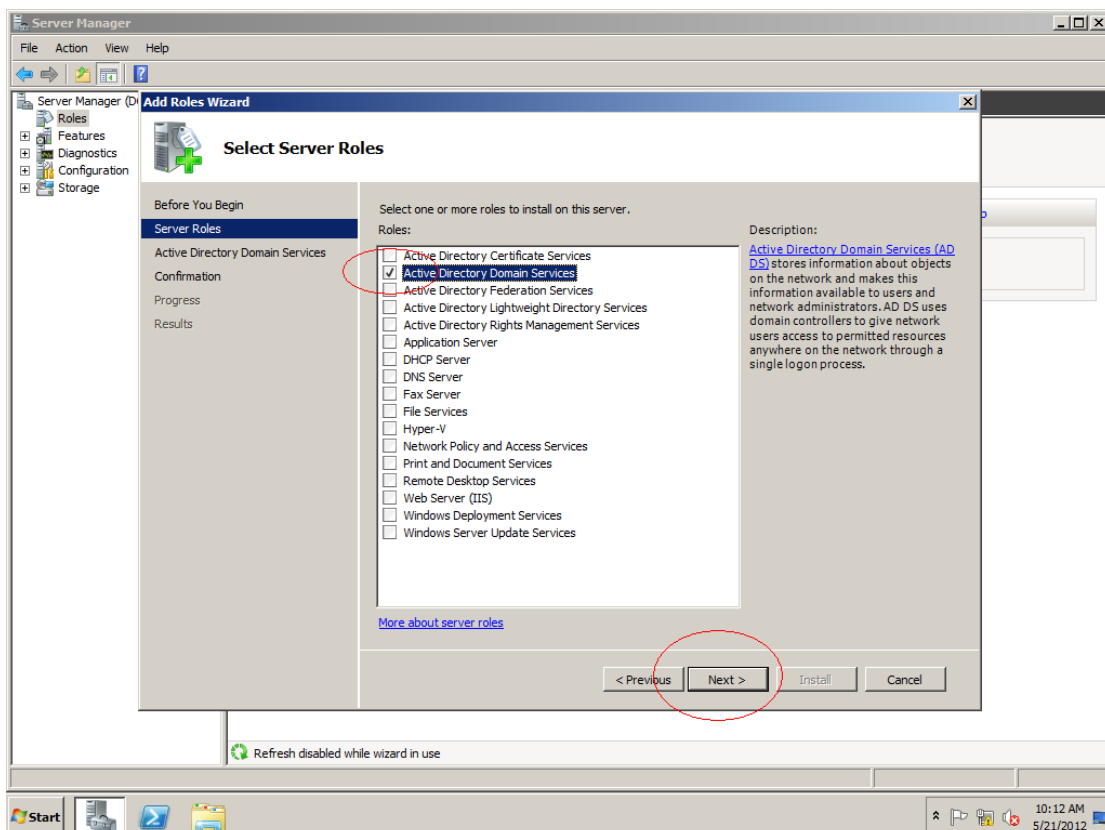 Server Manager
File Action View Help
Server Manager (D
Roles
Features
Diagnostics
Configuration
Storage
Add Roles Wizard
Select Server Roles
Before You Begin
Server Roles
Active Directory Domain Services
Confirmation
Progress
Results
Select one or more roles to install on this server.
Roles:
Active Directory Certificate Services
Active Directory Domain Services
Active Directory Federation Services
Active Directory Lightweight Directory Services
Active Directory Rights Management Services
Application Server
DHCP Server
DNS Server
Fax Server
File Services
Hyper-V
Network Policy and Access Services
Print and Document Services
Remote Desktop Services
Web Server (IIS)
Windows Deployment Services
Windows Server Update Services
More about server roles
Description:
Active Directory Domain Services (AD
DS) stores information about objects
on the network and makes this
information available to users and
network administrators. AD DS uses
domain controllers to give network
users access to permitted resources
anywhere on the network through a
single logon process.
< Previous Next > Install Cancel
Refresh disabled while wizard in use
Start
10:12 AM
5/21/2012